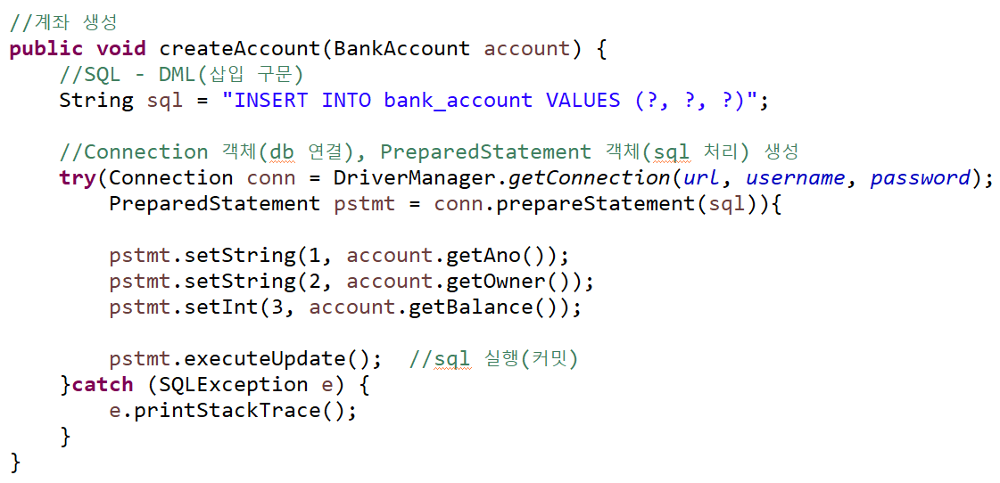 //계좌 생성
public void createAccount(BankAccount account) {
    //SQL - DML(삽입 구문)
    String sql = "INSERT INTO bank_account VALUES (?, ?, ?)";

    //Connection 객체(db 연결), PreparedStatement 객체(sql 처리) 생성
    try(Connection conn = DriverManager.getConnection(url, username, password);
        PreparedStatement pstmt = conn.prepareStatement(sql)){

        pstmt.setString(1, account.getAno());
        pstmt.setString(2, account.getOwner());
        pstmt.setInt(3, account.getBalance());

        pstmt.executeUpdate();  //sql 실행(커밋)
    }catch (SQLException e) {
        e.printStackTrace();
    }
}